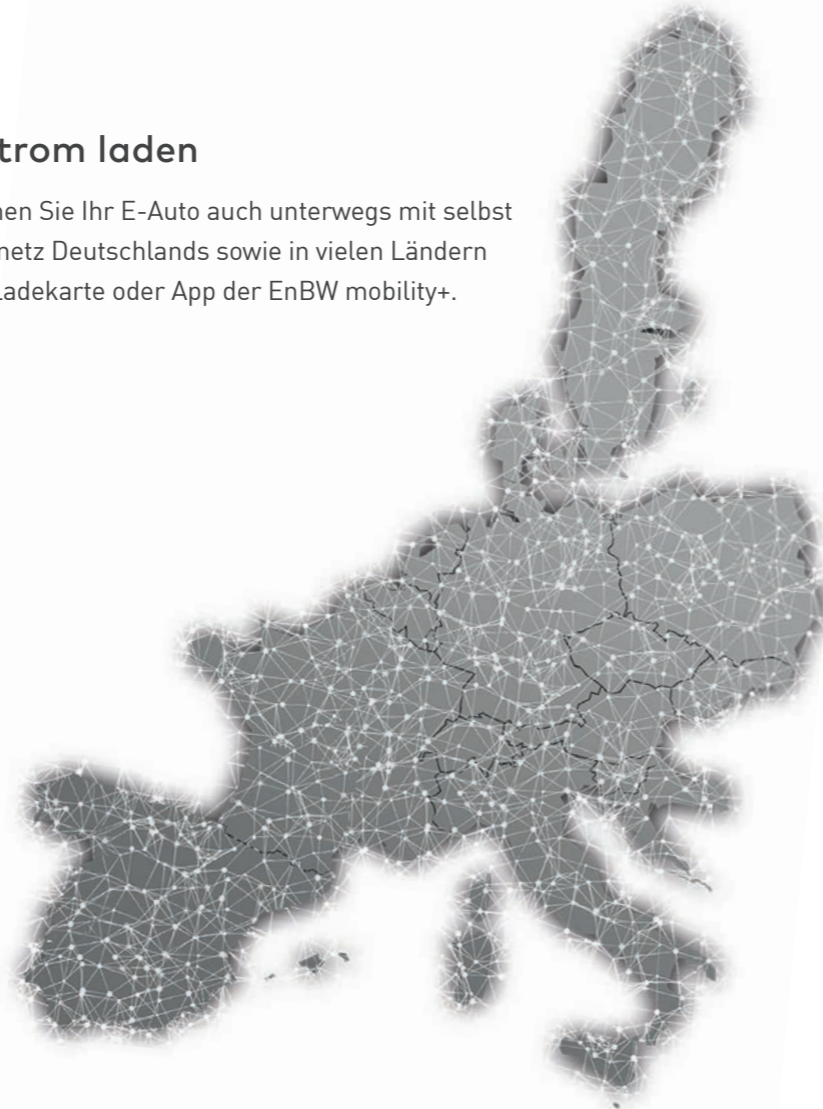 trom laden
nen Sie Ihr E-Auto auch unterwegs mit selbst
netz Deutschlands sowie in vielen Ländern
Ladekarte oder App der EnBW mobility+.